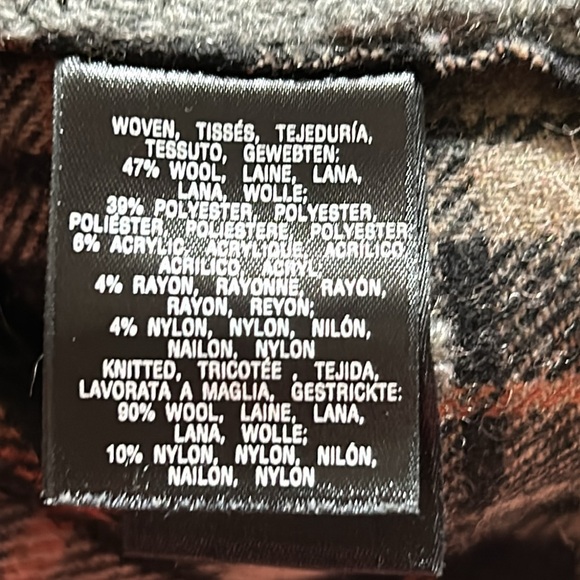 WOVEN, TISSÉS, TEJEDURÍA,
TESSUTO, GEWEBTEN:
47% WOOL, LAINE, LANA,
LANA, WOLLE;
39% POLYESTER, POLYESTER,
POLIÉSTER, POLIESTERE, POLYESTER;
6% ACRYLIC, ACRYLIQUE, ACRÍLICO,
ACRILICO, ACRYL;
4% RAYON, RAYONNE, RAYÓN,
RAYON, REYON;
4% NYLON, NYLON, NILÓN,
NAILON, NYLON
KNITTED, TRICOTÉE , TEJIDA,
LAVORATA A MAGLIA, GESTRICKTE:
90% WOOL, LAINE, LANA,
LANA, WOLLE;
10% NYLON, NYLON, NILÓN,
NAILÓN, NYLON